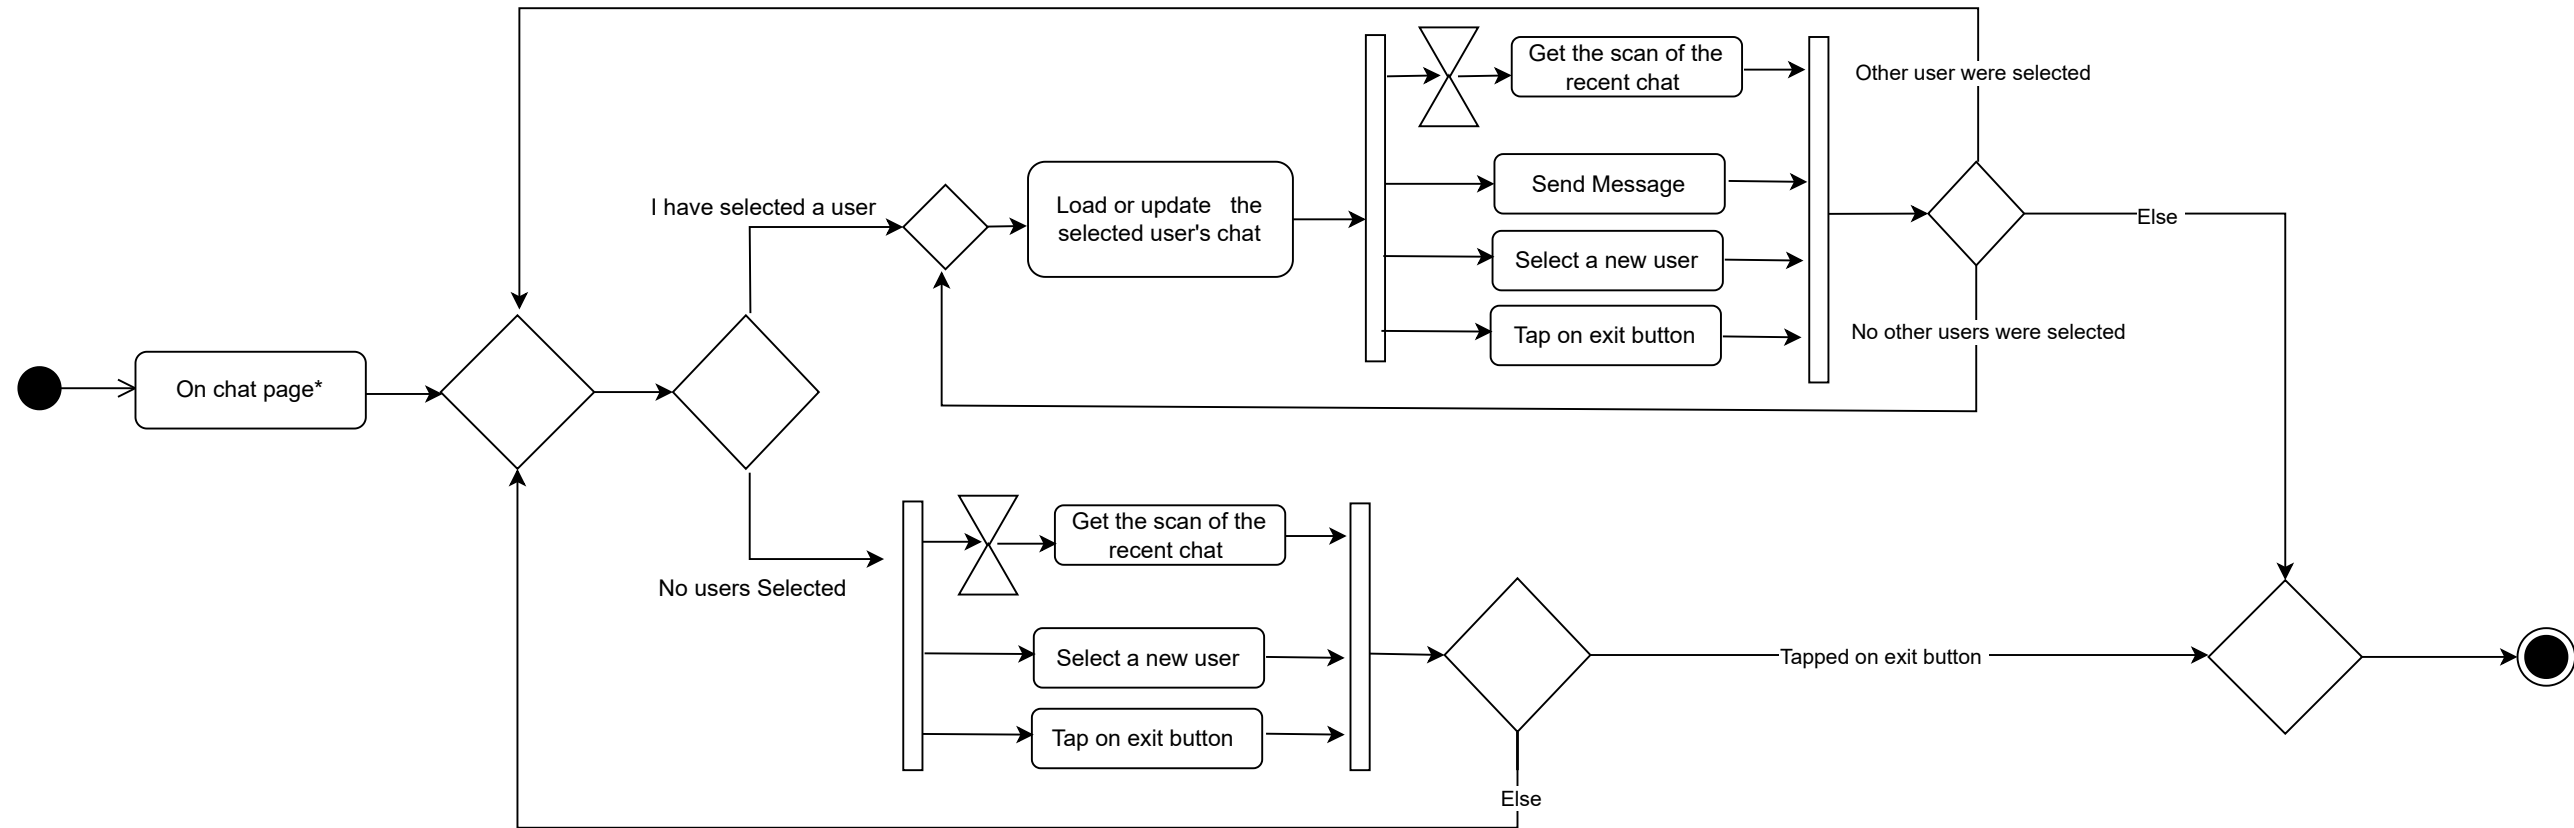 Get the scan of the
recent chat
Other user were selected
Send Message
I have selected a user
Load or update   the
selected user's chat
Else
Select a new user
No other users were selected
Tap on exit button
On chat page*
Get the scan of the
recent chat
No users Selected
Select a new user
Tapped on exit button
Tap on exit button
Else